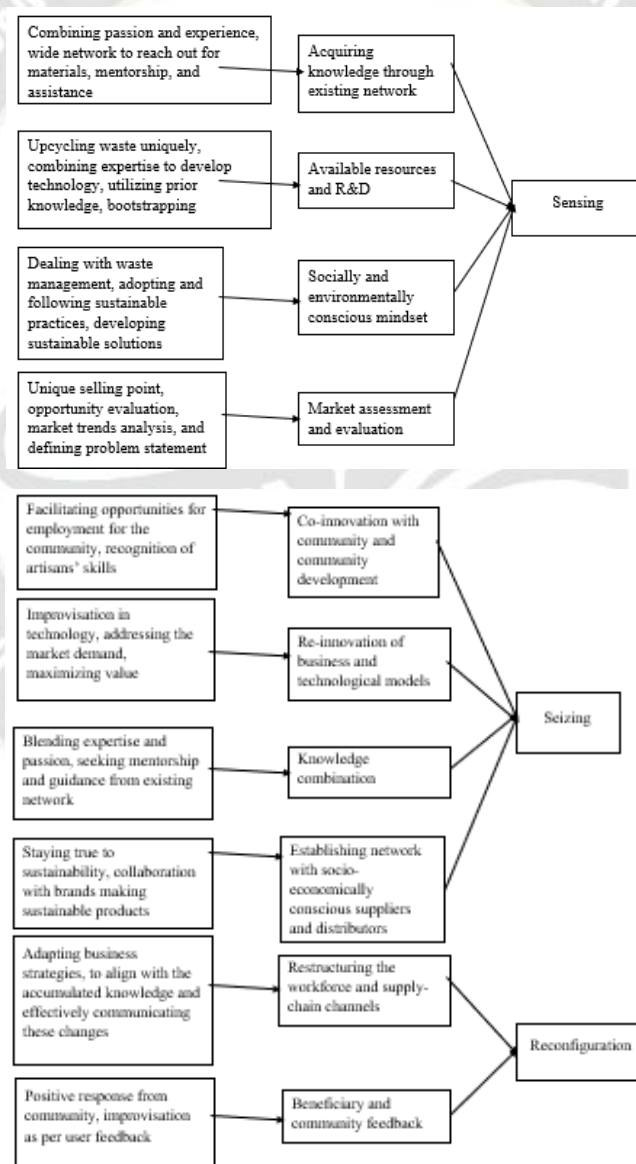 Combining passion and experience,
wide network to reach out for
materials, mentorship, and
assistance
Acquiring
knowledge through
existing network
Upcycling waste uniquely,
combining expertise to develop
technology, utilizing prior
knowledge, bootstrapping
Available resources
and R&D
Sensing
Dealing with waste
management, adopting and
following sustainable
practices, developing
sustainable solutions
Socially and
environmentally
conscious mindset
Unique selling point,
opportunity evaluation,
market trends analysis, and
defining problem statement
Market assessment
and evaluation
Facilitating opportunities for
employment for the
community, recognition of
artisans' skills
Co-innovation with
community and
community
development
Improvisation in
technology, addressing the
market demand,
maximizing value
Re-innovation of
business and
technological models
Seizing
Blending expertise and
passion, seeking mentorship
and guidance from existing
network
Knowledge
combination
Staying true to
sustainability, collaboration
with brands making
sustainable products
Establishing network
with socio-
economically
conscious suppliers
and distributors
Adapting business
strategies, to align with the
accumulated knowledge and
effectively communicating
these changes
Restructuring the
workforce and supply-
chain channels
Reconfiguration
Positive response from
community, improvisation
as per user feedback
Beneficiary and
community feedback